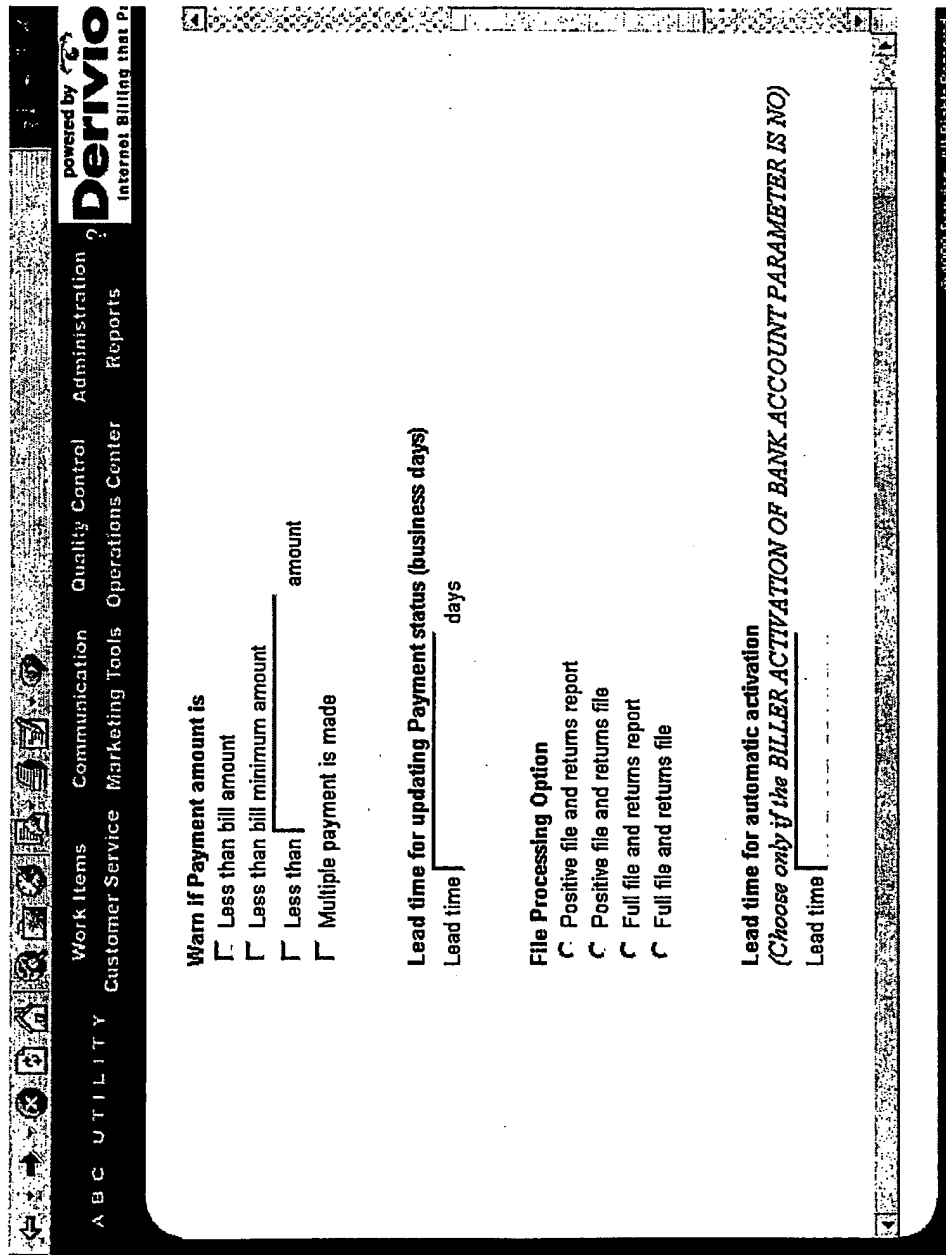 powered by
Derivio
Internet Billing that
ABC UTILITY
Work Items Communication Quality Control Administration ?
Customer Service Marketing Tools Operations Center Reports
Warn if Payment amount is
Less than bill amount
Less than bill minimum amount
Less than amount
Multiple payment is made
Lead time for updating Payment status (business days)
Lead time days
File Processing Option
Positive file and returns report
Positive file and returns file
Full file and returns report
Full file and returns file
Lead time for automatic activation
(Choose only if the BILLER ACTIVATION OF BANK ACCOUNT PARAMETER IS NO)
Lead time